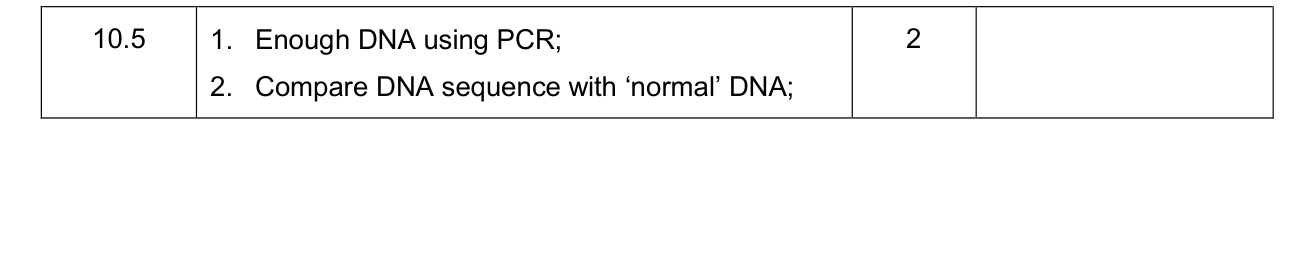 10.5
1. Enough DNA using PCR;
2. Compare DNA sequence with ‘normal’ DNA;
2